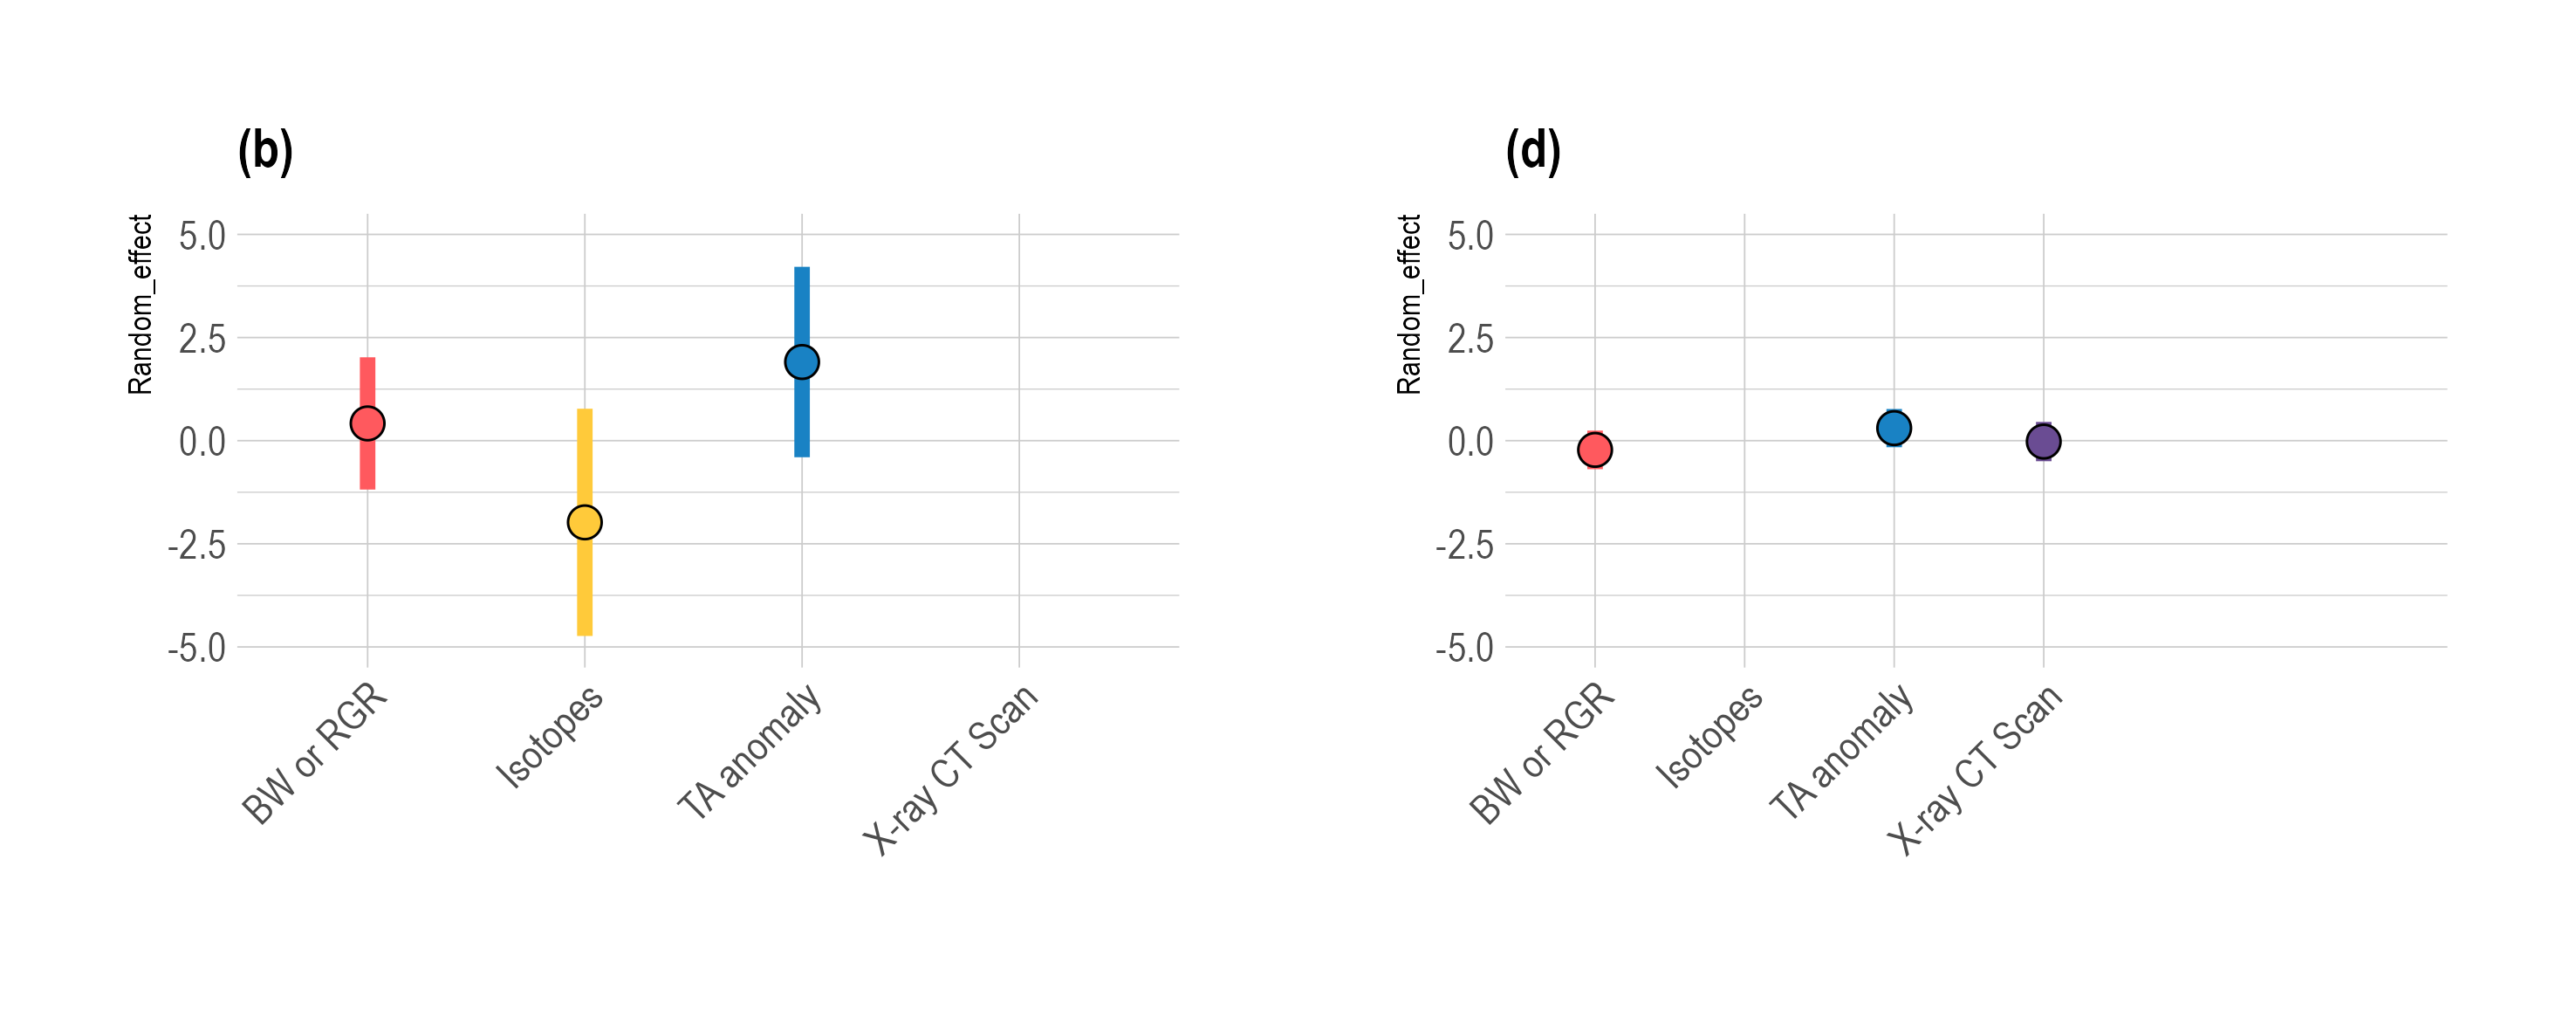 (b)
Random_effect
5.0
2.5
0.0
-2.5
-5.0
BW or RGR
Isotopes
TA anomaly
X-ray CT Scan
(d)
Random_effect
5.0
2.5
0.0
-2.5
-5.0
BW or RGR
Isotopes
TA anomaly
X-ray CT Scan